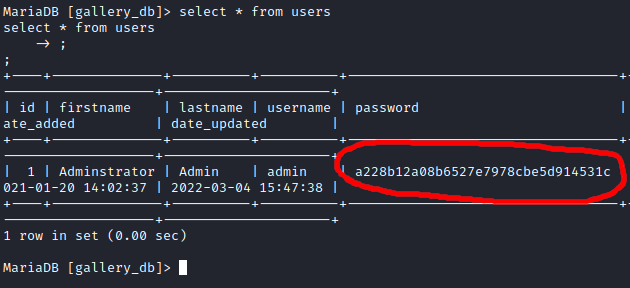 MariaDB [gallery_db]> select * from users
select * from users
    -> ;
;
+----+--------------+----------+----------+----------------------------------+
--------------------+---------------------+
| id | firstname    | lastname | username | password                         |
ate_added           | date_updated        |
+----+--------------+----------+----------+----------------------------------+
--------------------+---------------------+
| 1 | Adminstrator | Admin    | admin    | a228b12a08b6527e7978cbe5d914531c
021-01-20 14:02:37 | 2022-03-04 15:47:38 |
+----+--------------+----------+----------+----------------------------------+
--------------------+---------------------+
1 row in set (0.00 sec)
MariaDB [gallery_db]>